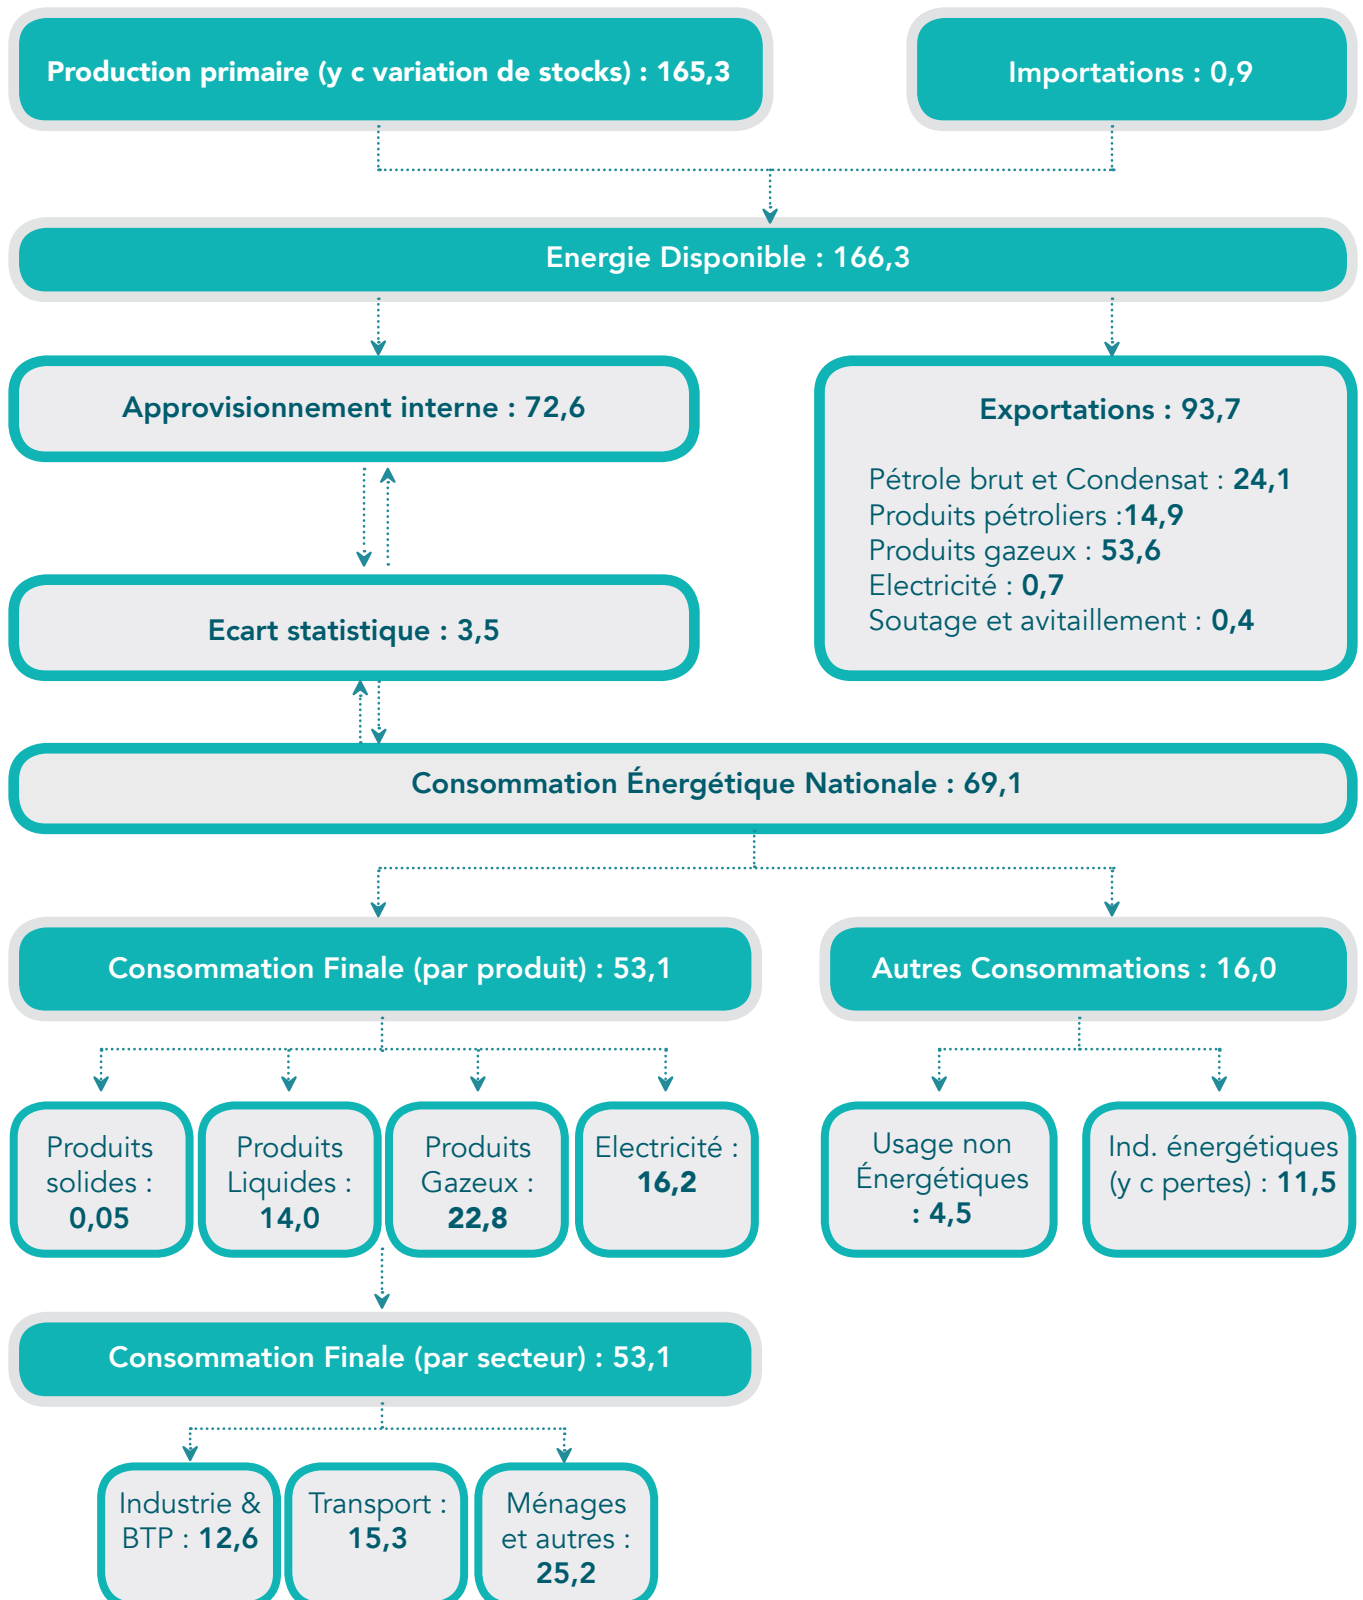 Production primaire (y c variation de stocks) : 165,3
Importations : 0,9
Energie Disponible : 166,3
Approvisionnement interne : 72,6
Exportations : 93,7
Pétrole brut et Condensat : 24,1
Produits pétroliers :14,9
Produits gazeux : 53,6
Electricité : 0,7
Soutage et avitaillement : 0,4
Ecart statistique : 3,5
Consommation Énergétique Nationale : 69,1
Consommation Finale (par produit) : 53,1
Autres Consommations : 16,0
Produits
solides :
0,05
Produits
Liquides :
14,0
Produits
Gazeux :
22,8
Electricité :
16,2
Usage non
Énergétiques
: 4,5
Ind. énergétiques
(y c pertes) : 11,5
Consommation Finale (par secteur) : 53,1
Industrie &
BTP : 12,6
Transport :
15,3
Ménages
et autres :
25,2